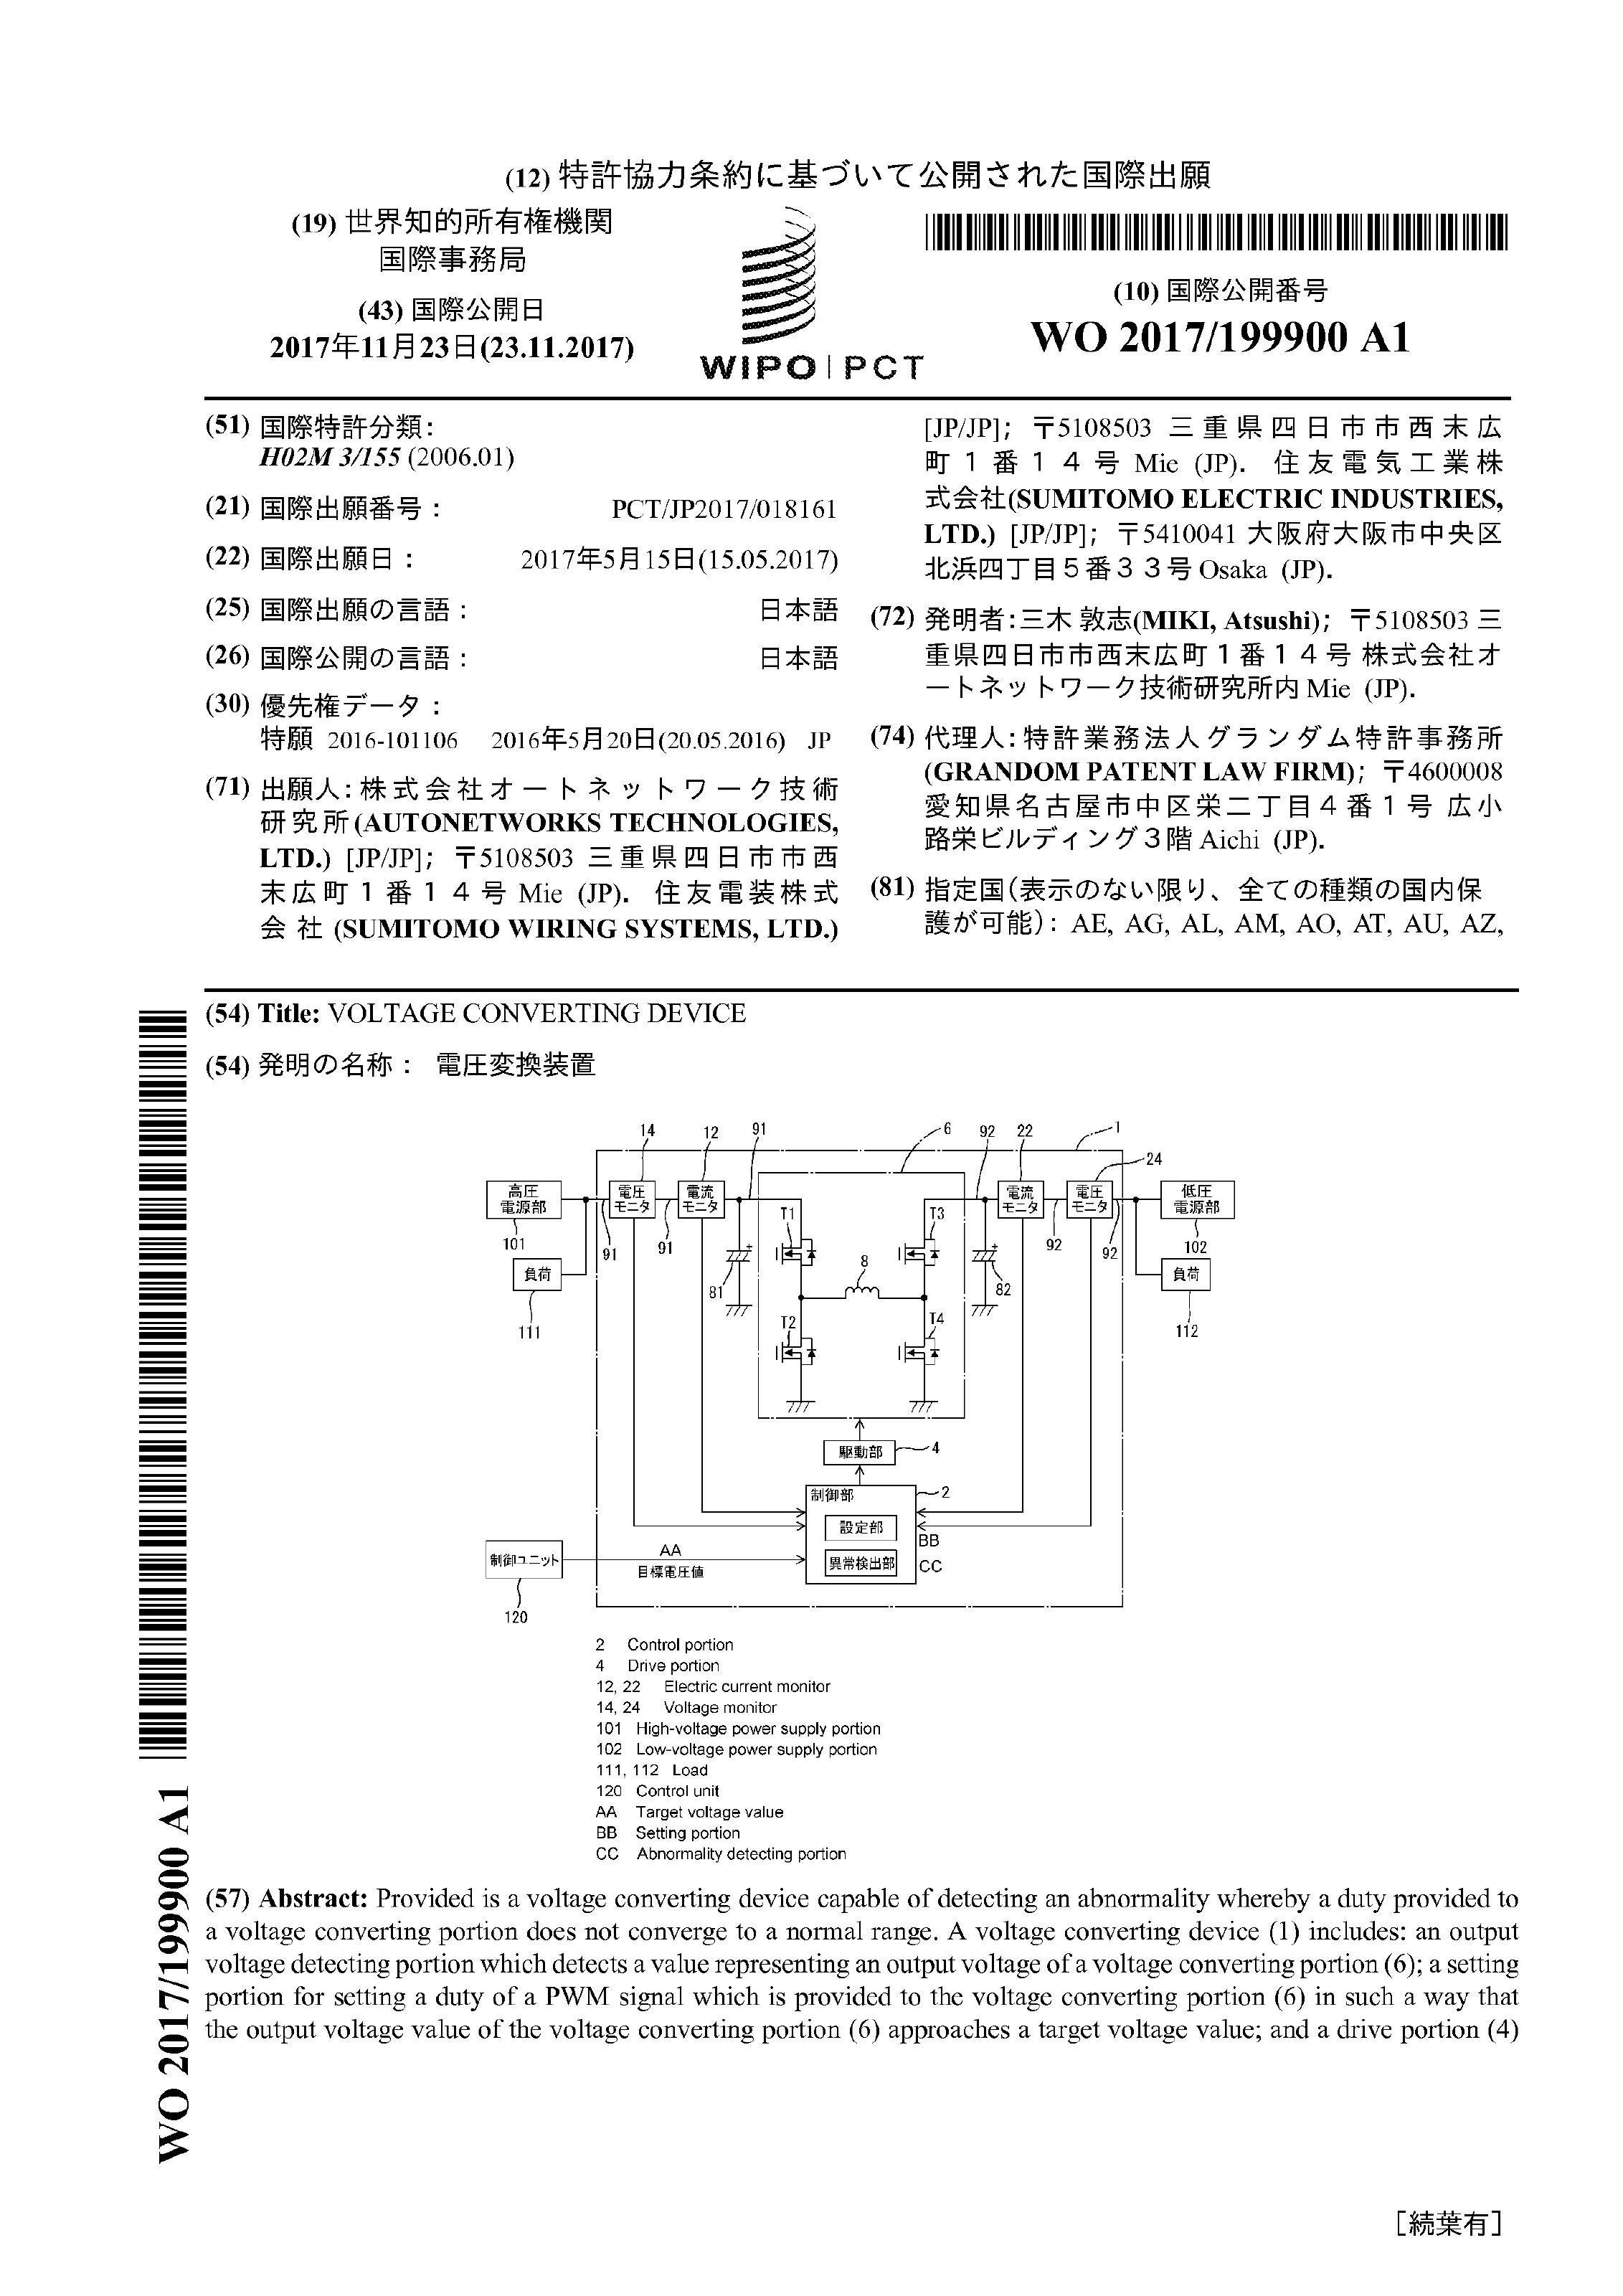 (12) 特許協力条約に基づいて公開された国際出願
(19) 世界知的所有権機関
国際事務局
(43) 国際公開日
2017年11月23日(23.11.2017)
WIPO | PCT
(10) 国際公開番号
WO 2017/199900 A1
(51) 国際特許分類:
H02M 3/155 (2006.01)
(21) 国際出願番号: PCT/JP2017/018161
(22) 国際出願日: 2017年5月15日(15.05.2017)
(25) 国際出願の言語: 日本語
(26) 国際公開の言語: 日本語
(30) 優先権データ:
特願 2016-101106 2016年5月20日(20.05.2016) JP
(71) 出願人: 株式会社オートネットワーク技術
研究所(AUTONETWORKS TECHNOLOGIES,
LTD.) [JP/JP]; 〒5108503 三重県四日市市西
末広町1番14号 Mie (JP). 住友電装株式
会社 (SUMITOMO WIRING SYSTEMS, LTD.)
[JP/JP]; 〒5108503 三重県四日市市西末広
町1番14号 Mie (JP). 住友電気工業株
式会社(SUMITOMO ELECTRIC INDUSTRIES,
LTD.) [JP/JP]; 〒5410041 大阪府大阪市中央区
北浜四丁目5番33号 Osaka (JP).
(72) 発明者: 三木 敦志(MIKI, Atsushi); 〒5108503 三
重県四日市市西末広町1番14号 株式会社オ
ートネットワーク技術研究所内 Mie (JP).
(74) 代理人: 特許業務法人グランダム特許事務所
(GRANDOM PATENT LAW FIRM); 〒4600008
愛知県名古屋市中区栄二丁目4番1号 広小
路栄ビルディング3階 Aichi (JP).
(81) 指定国(表示のない限り、全ての種類の国内保
護が可能): AE, AG, AL, AM, AO, AT, AU, AZ,
(54) Title: VOLTAGE CONVERTING DEVICE
(54) 発明の名称: 電圧変換装置
14 12 91 6 92 22 1
24
高圧
電源部
電圧
モニタ
電流
モニタ
電流
モニタ
電圧
モニタ
低圧
電源部
T1 T3
101 91 91 92 92 102
負荷 8 負荷
81 82
T2 T4
111 112
駆動部 4
制御部 2
設定部
BB
異常検出部 CC
制御ユニット AA
目標電圧値
120
2 Control portion
4 Drive portion
12, 22 Electric current monitor
14, 24 Voltage monitor
101 High-voltage power supply portion
102 Low-voltage power supply portion
111, 112 Load
120 Control unit
AA Target voltage value
BB Setting portion
CC Abnormality detecting portion
(57) Abstract: Provided is a voltage converting device capable of detecting an abnormality whereby a duty provided to
a voltage converting portion does not converge to a normal range. A voltage converting device (1) includes: an output
voltage detecting portion which detects a value representing an output voltage of a voltage converting portion (6); a setting
portion for setting a duty of a PWM signal which is provided to the voltage converting portion (6) in such a way that
the output voltage value of the voltage converting portion (6) approaches a target voltage value; and a drive portion (4)
WO 2017/199900 A1
[続葉有]